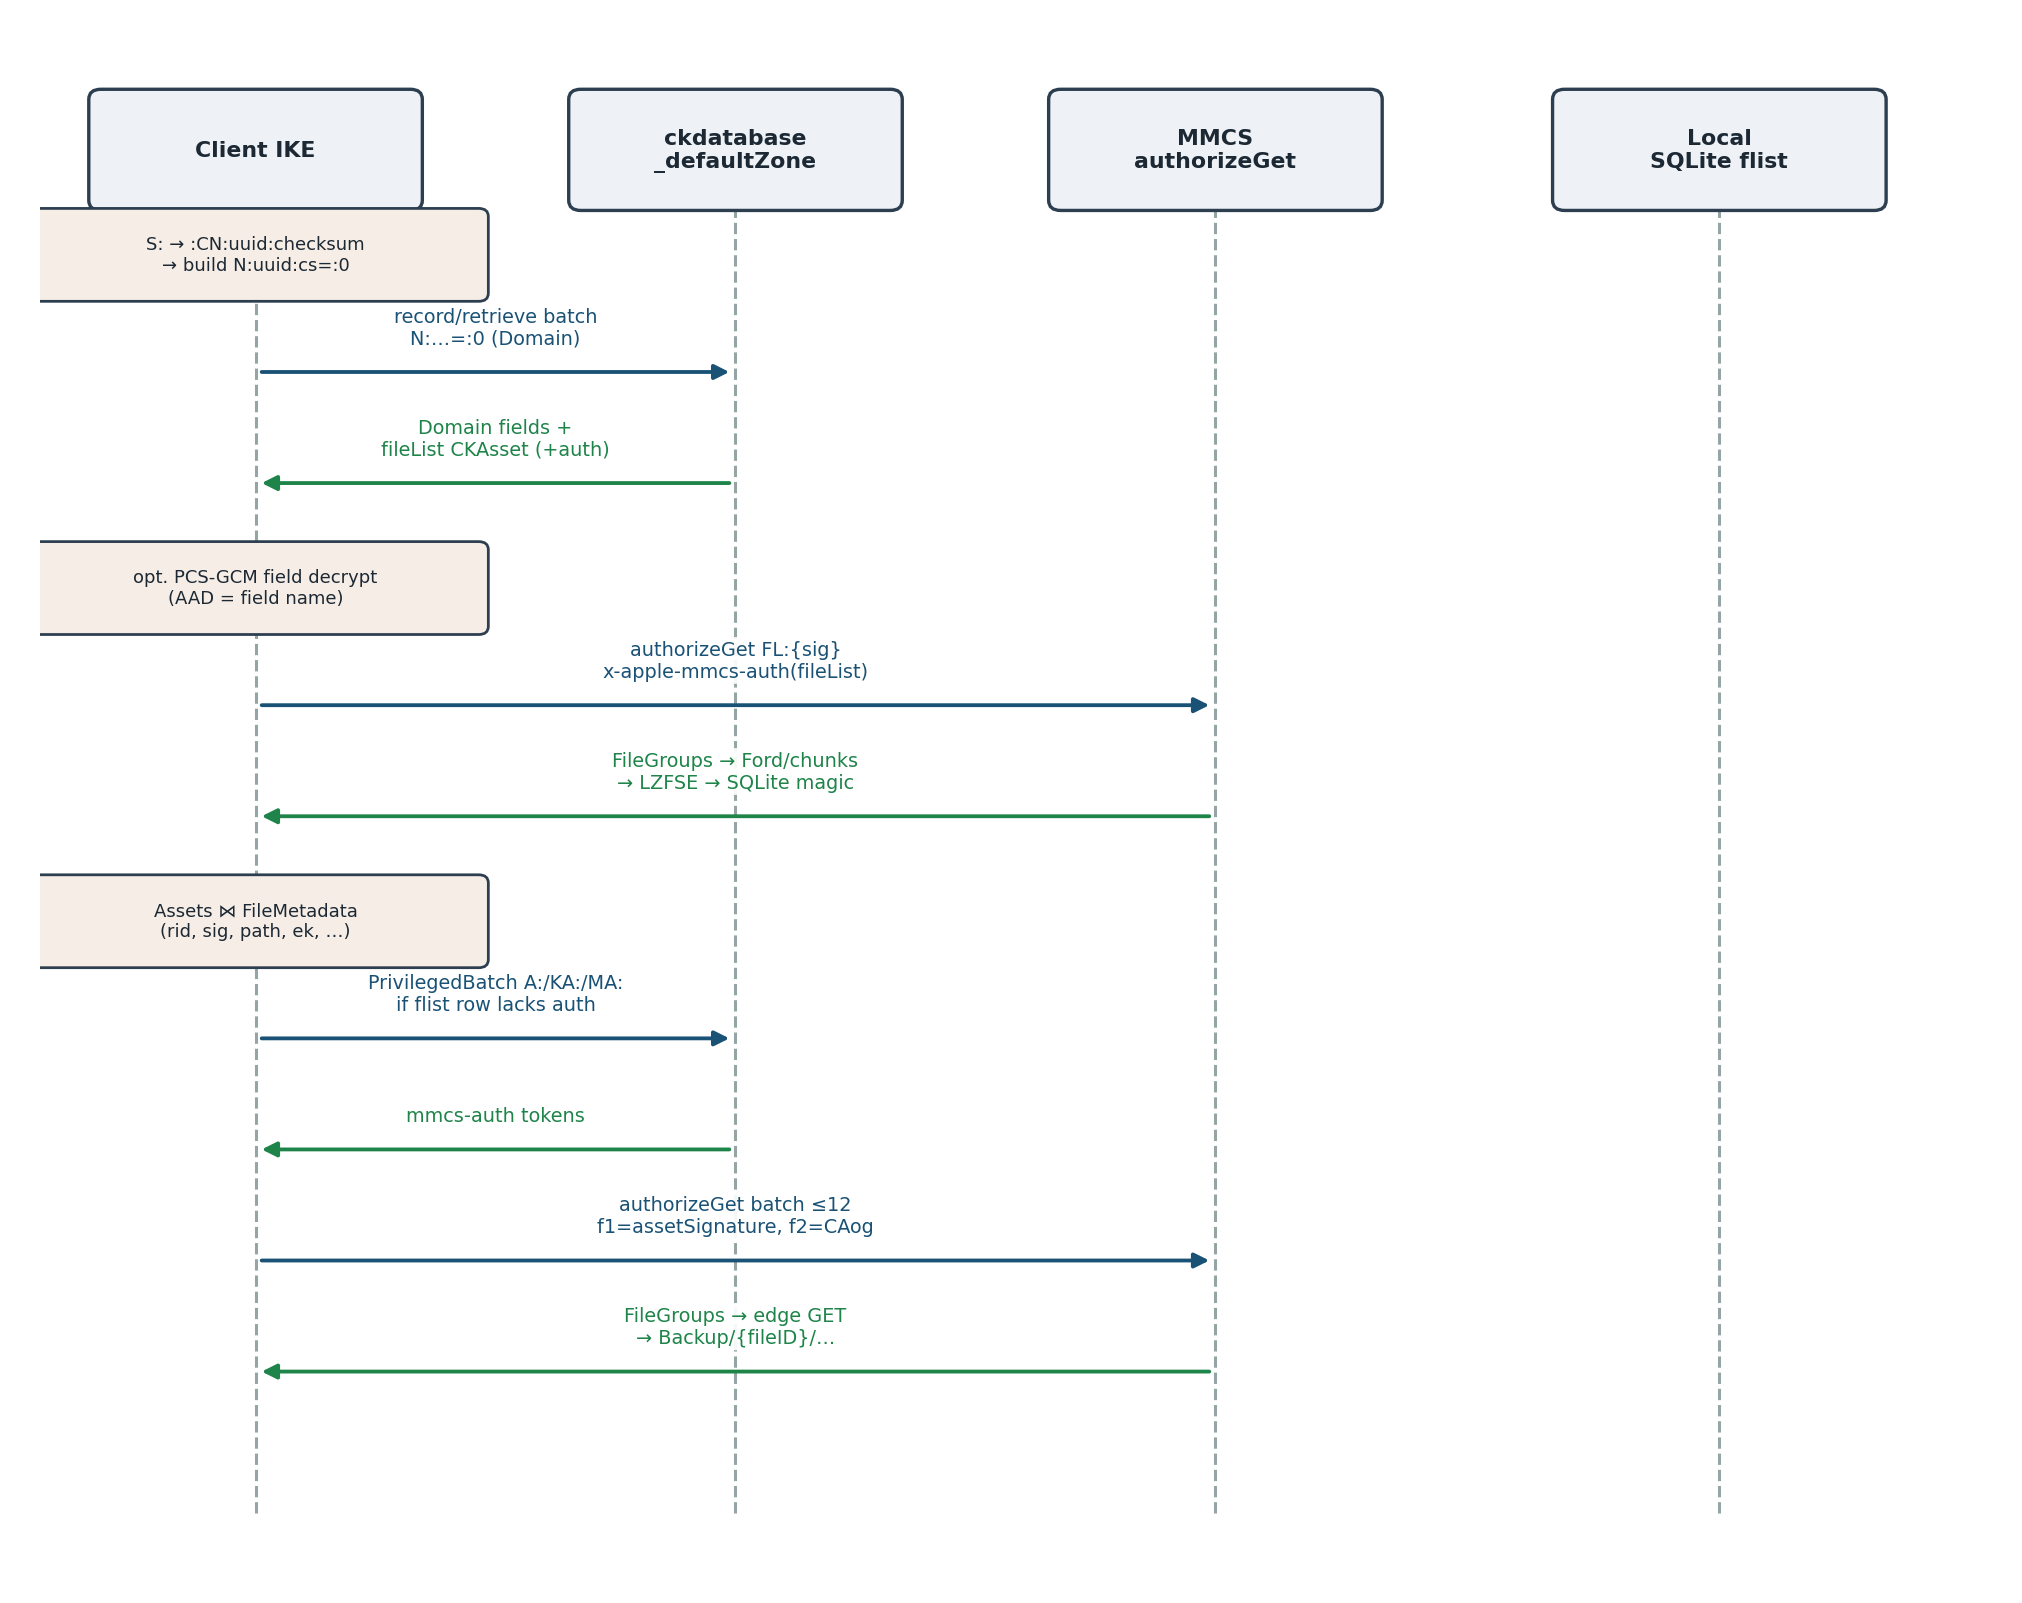 Client IKE
ckdatabase
_defaultZone
MMCS
authorizeGet
Local
SQLite flist
S: → :CN:uuid:checksum
→ build N:uuid:cs=:0
record/retrieve batch
N:…=:0 (Domain)
Domain fields +
fileList CKAsset (+auth)
opt. PCS-GCM field decrypt
(AAD = field name)
authorizeGet FL:{sig}
x-apple-mmcs-auth(fileList)
FileGroups → Ford/chunks
→ LZFSE → SQLite magic
Assets ⋈ FileMetadata
(rid, sig, path, ek, …)
PrivilegedBatch A:/KA:/MA:
if flist row lacks auth
mmcs-auth tokens
authorizeGet batch ≤12
f1=assetSignature, f2=CAog
FileGroups → edge GET
→ Backup/{fileID}/…